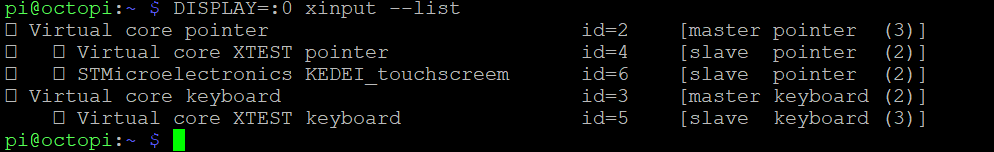 pi@octopi:~ $ DISPLAY=:0 xinput --list
⎕ Virtual core pointer                          id=2    [master pointer  (3)]
⎕   ⎕ Virtual core XTEST pointer                id=4    [slave  pointer  (2)]
⎕   ⎕ STMicroelectronics KEDEI_touchscreem      id=6    [slave  pointer  (2)]
⎕ Virtual core keyboard                         id=3    [master keyboard (2)]
    ⎕ Virtual core XTEST keyboard               id=5    [slave  keyboard (3)]
pi@octopi:~ $